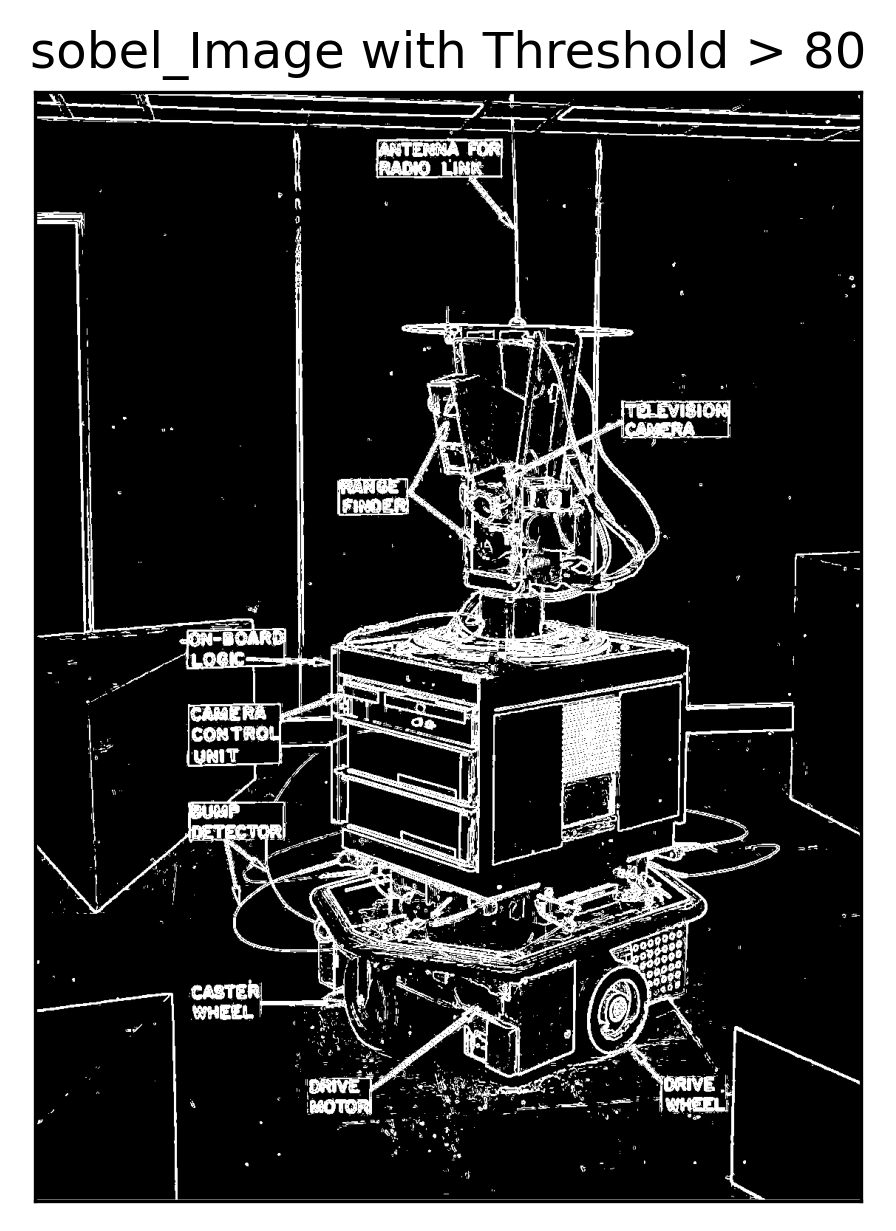 sobel_Image with Threshold > 80
ANTENNA FOR
RADIO LINK
TELEVISION
CAMERA
RANGE
FINDER
ON-BOARD
LOGIC
CAMERA
CONTROL
UNIT
BUMP
DETECTOR
CASTER
WHEEL
DRIVE
MOTOR
DRIVE
WHEEL